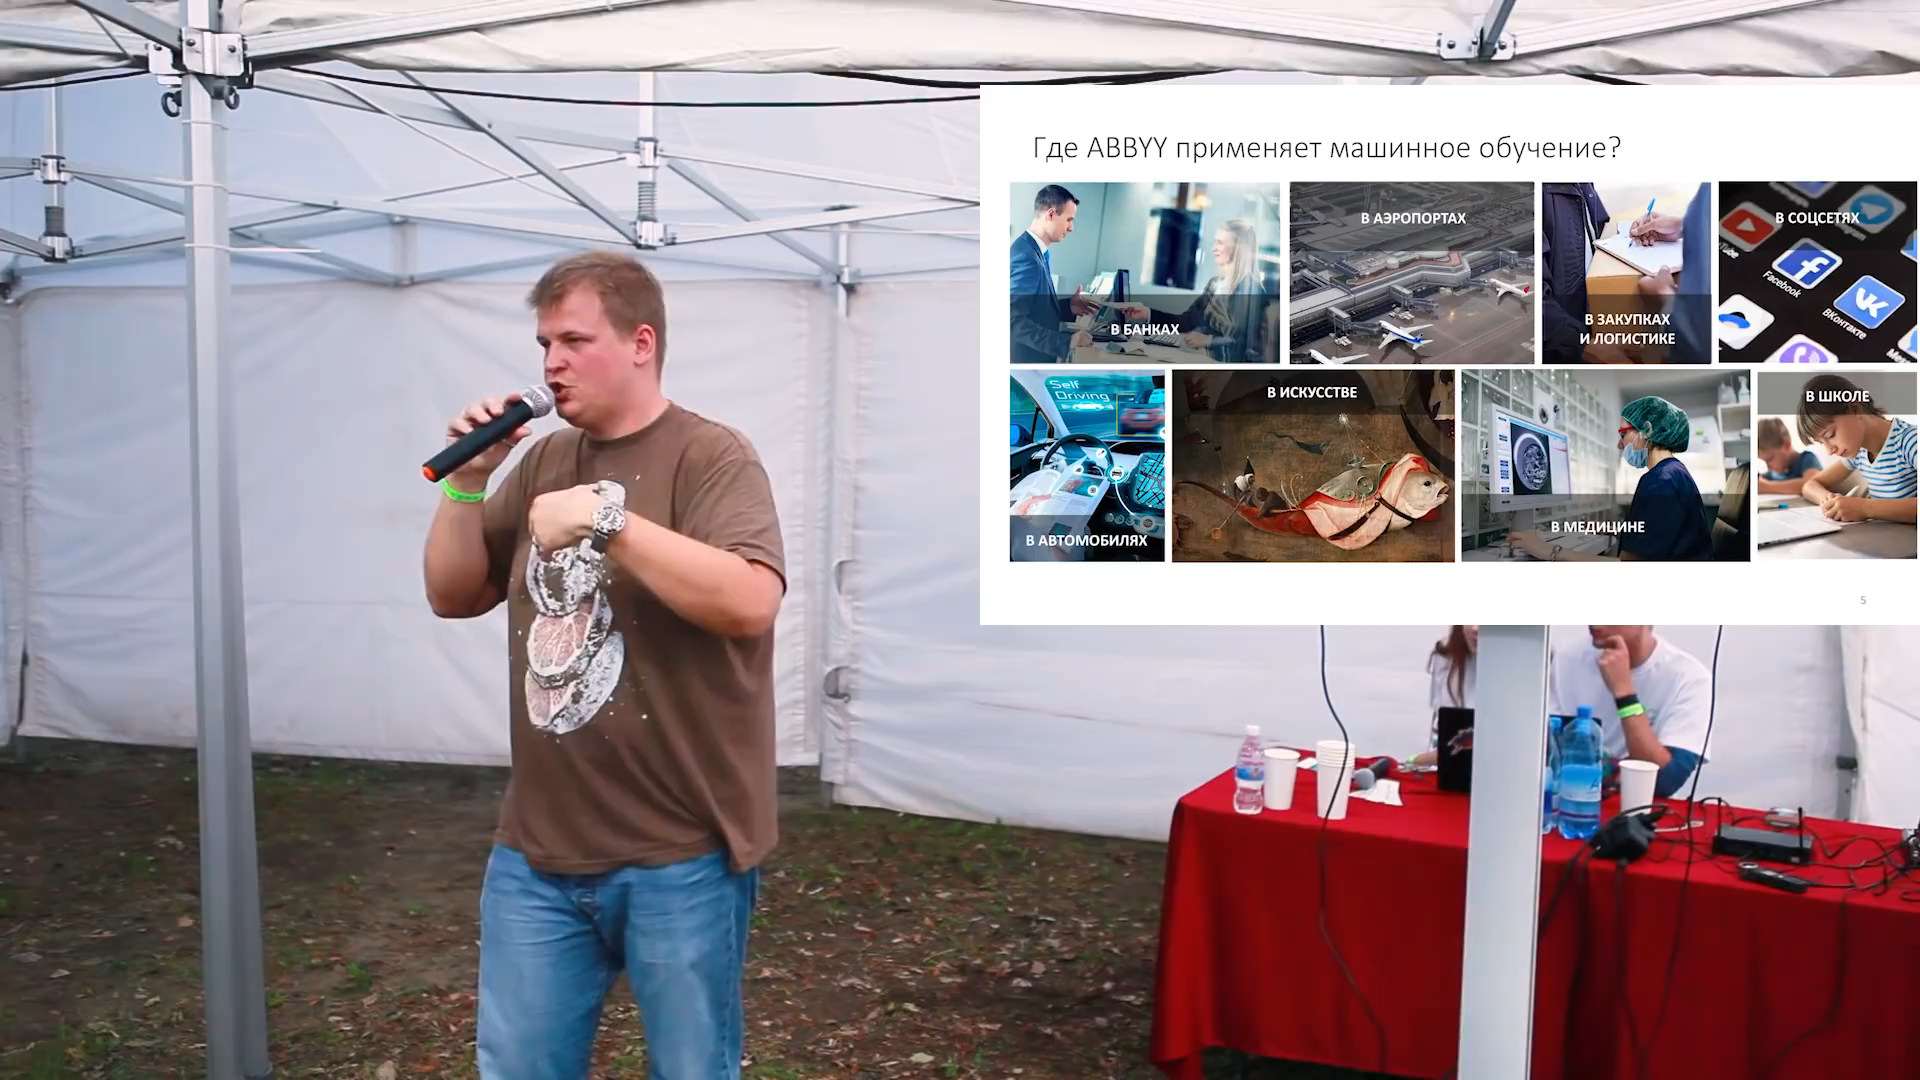 Где ABBYY применяет машинное обучение?
В БАНКАХ
В АЭРОПОРТАХ
В ЗАКУПКАХ
И ЛОГИСТИКЕ
В СОЦСЕТЯХ
Facebook
ВКонтакте
Self
Driving
В АВТОМОБИЛЯХ
В ИСКУССТВЕ
В МЕДИЦИНЕ
В ШКОЛЕ
5